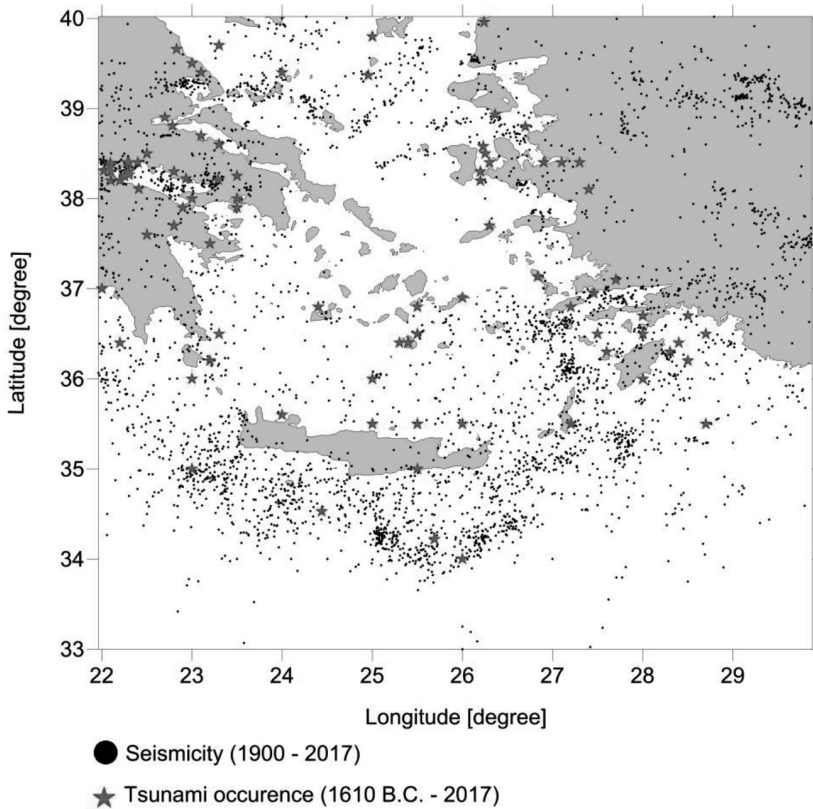 40
39
38
37
36
35
34
33
Latitude [degree]
22 23 24 25 26 27 28 29
Longitude [degree]
Seismicity (1900 - 2017)
Tsunami occurence (1610 B.C. - 2017)